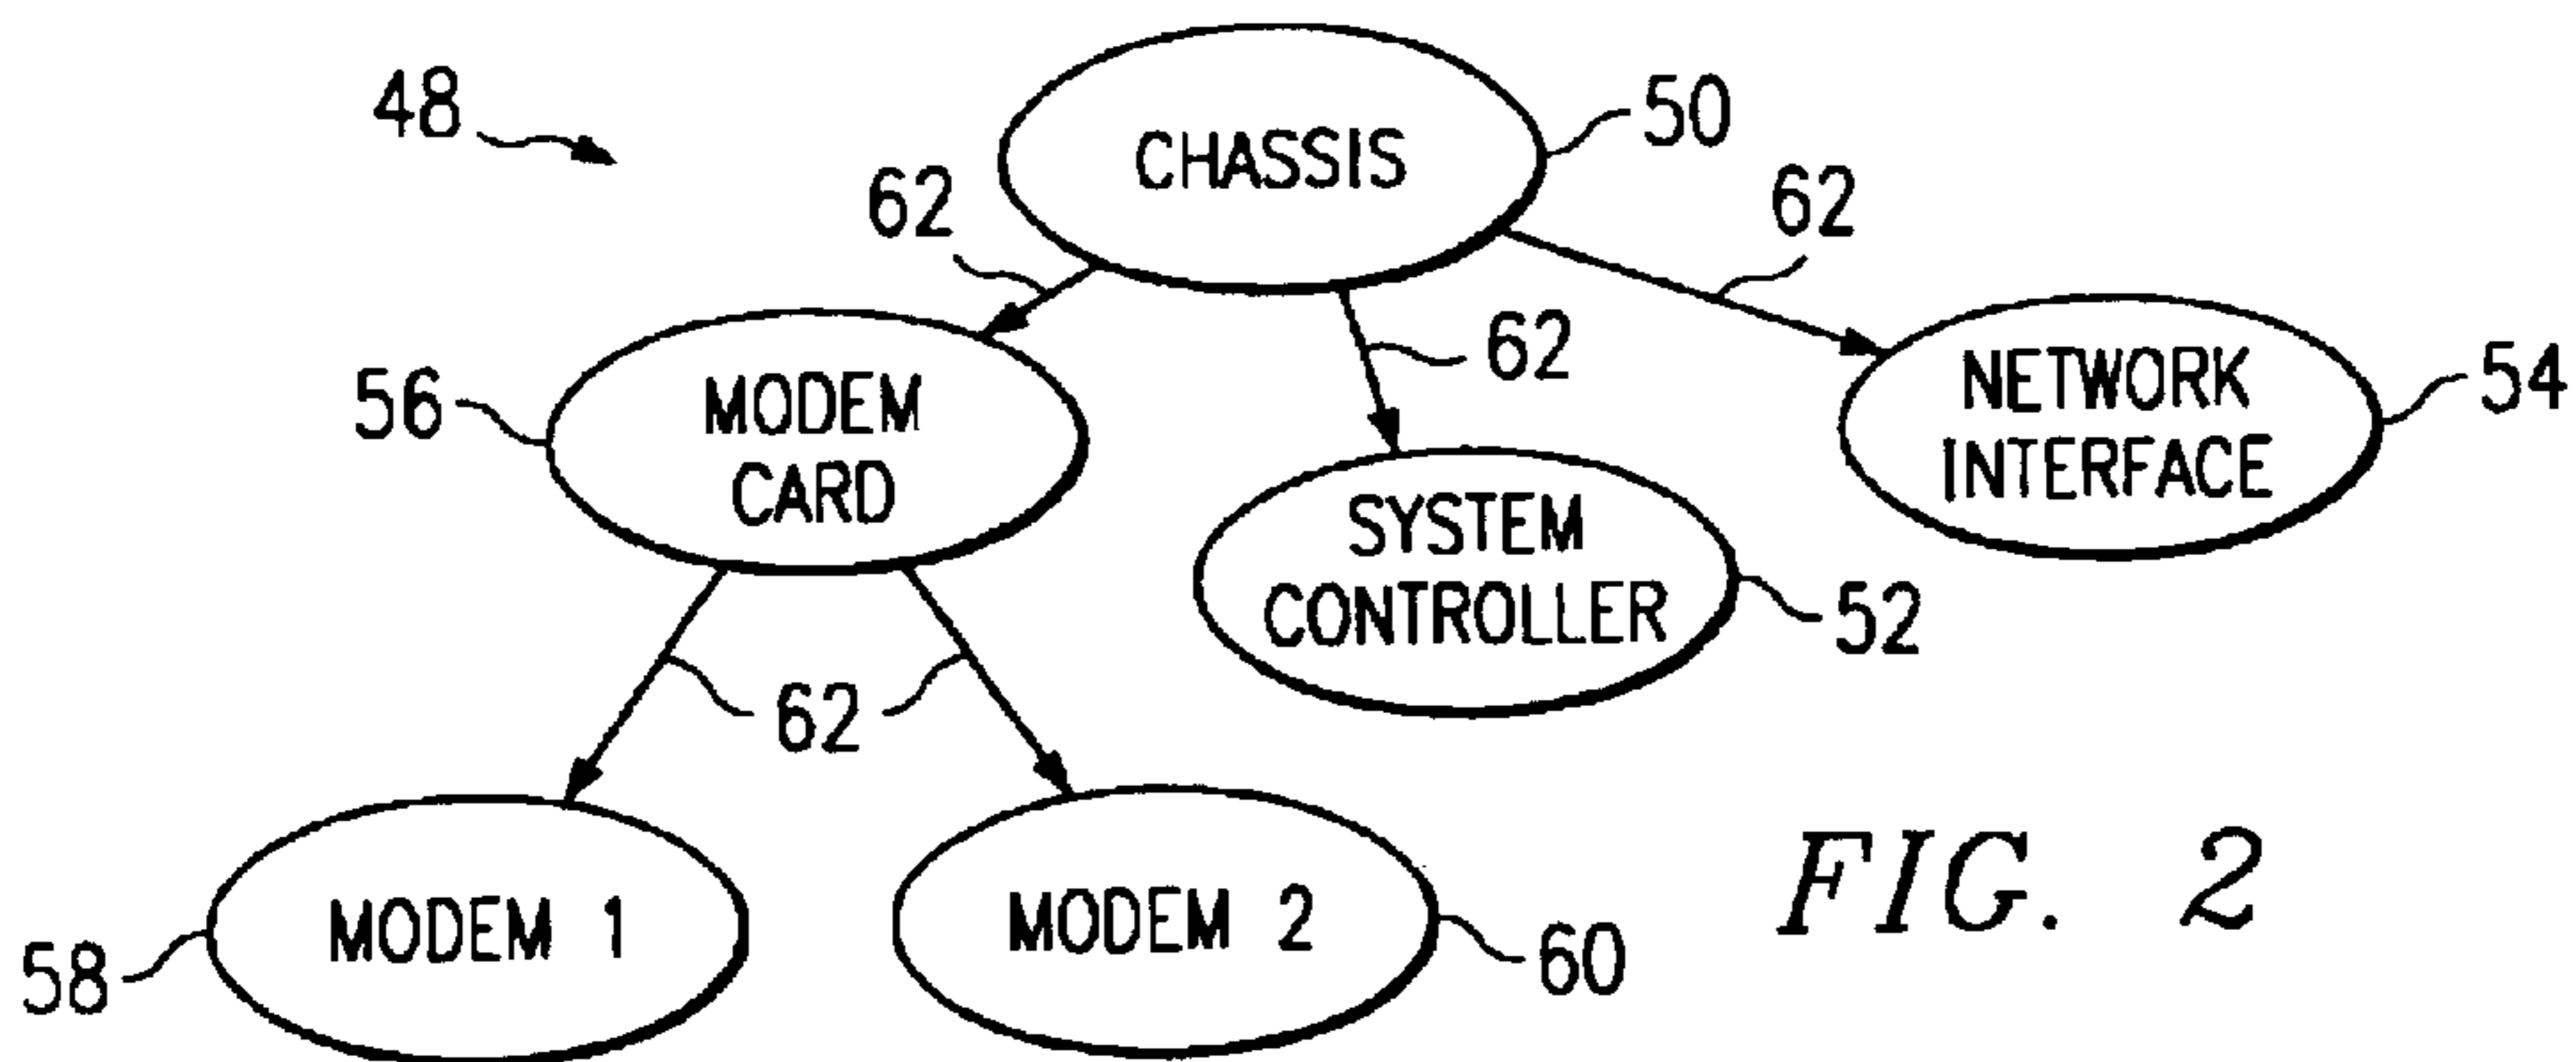 48
CHASSIS
50
62
62
62
56
MODEM
CARD
NETWORK
INTERFACE
54
SYSTEM
CONTROLLER
52
62
MODEM 1
58
MODEM 2
60
FIG. 2